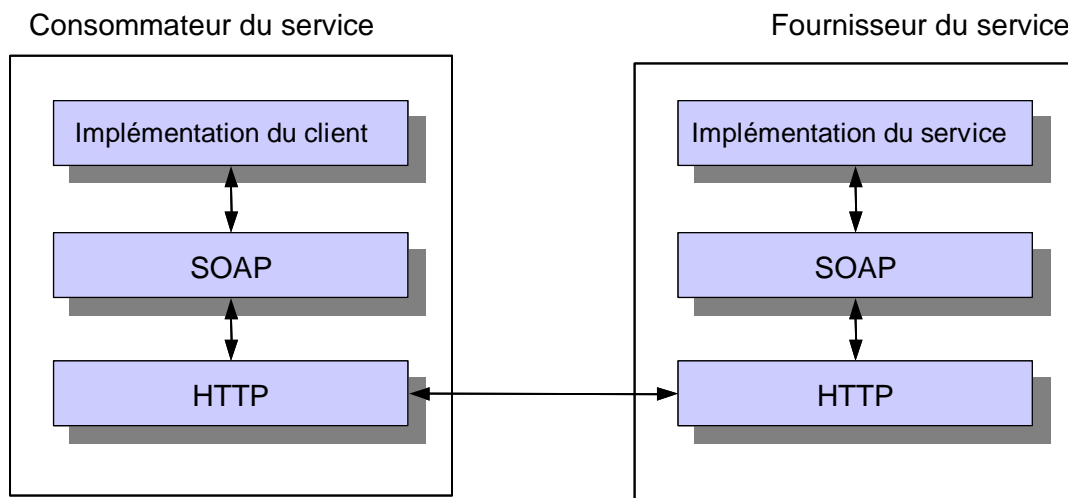 Consommateur du service
Fournisseur du service
Implémentation du client
Implémentation du service
SOAP
SOAP
HTTP
HTTP